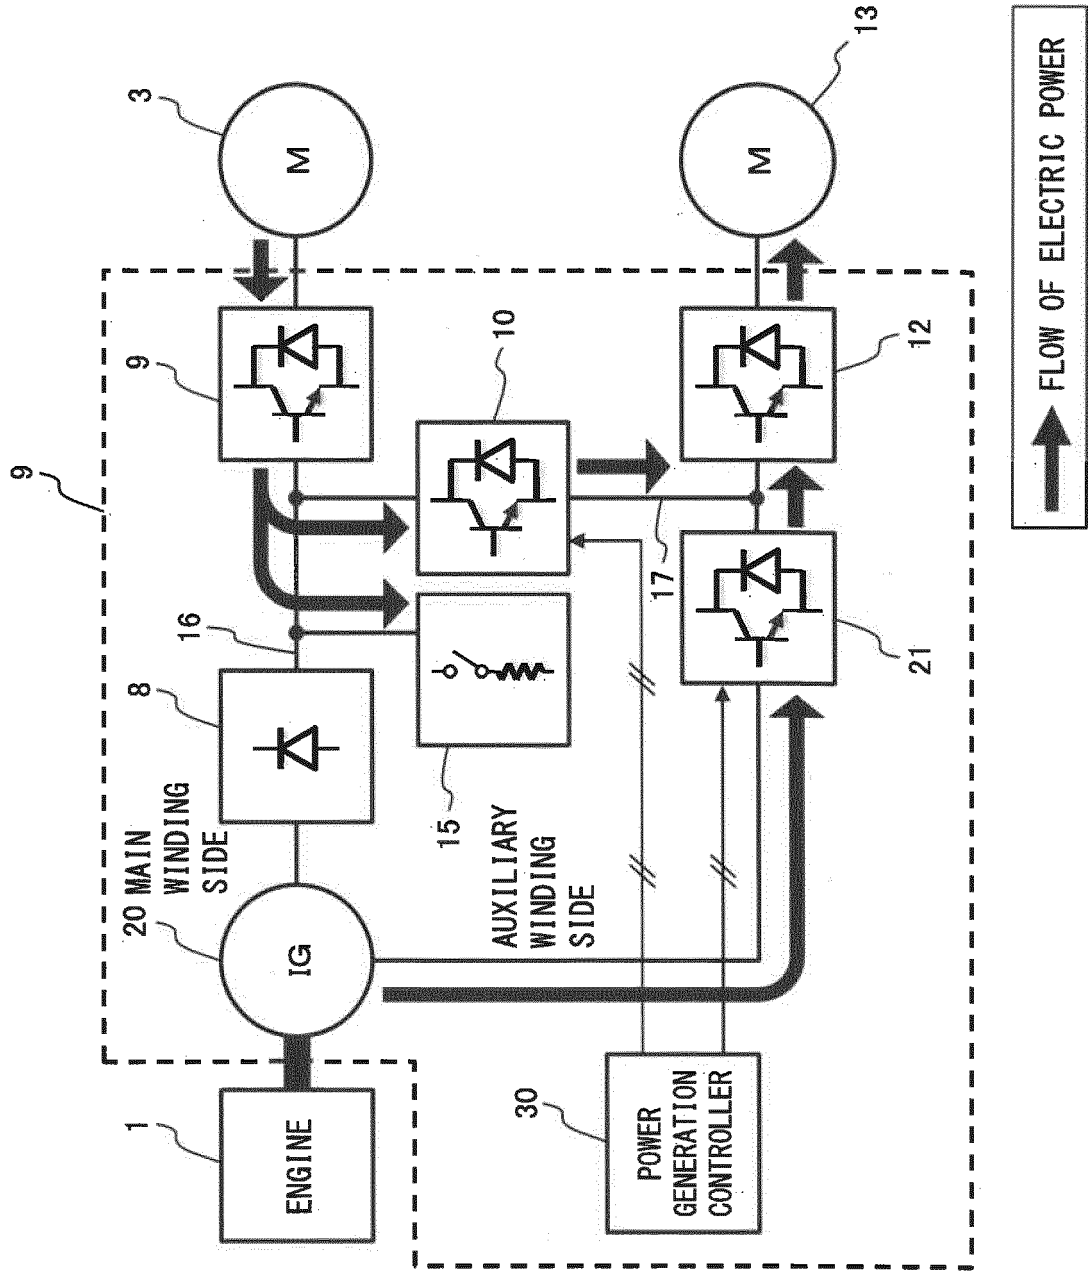 9
1
ENGINE
20
IG
MAIN
WINDING
SIDE
8
16
9
3
M
15
10
AUXILIARY
WINDING
SIDE
17
30
POWER
GENERATION
CONTROLLER
21
12
13
M
FLOW OF ELECTRIC POWER